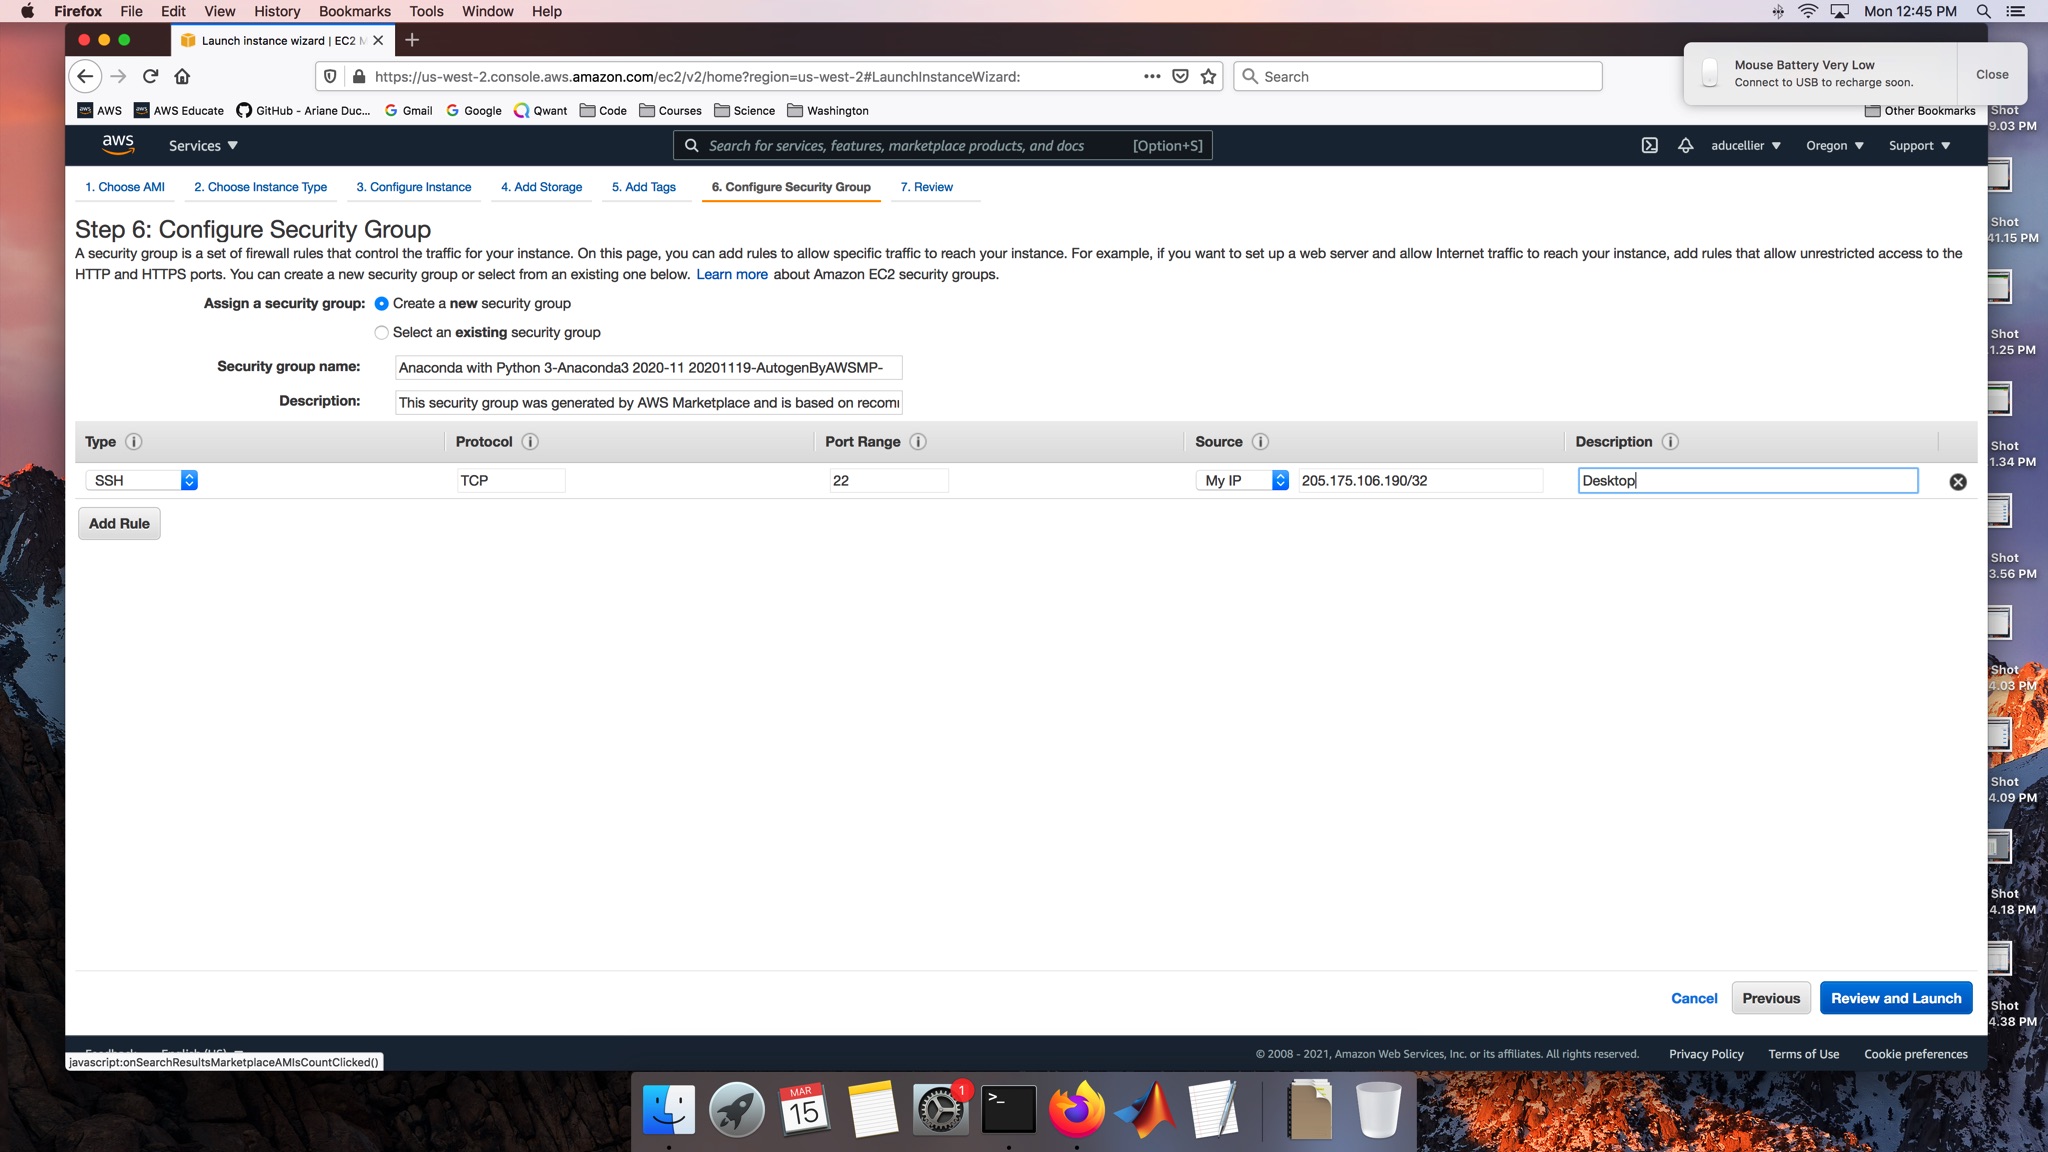 Firefox File Edit View History Bookmarks Tools Window Help Mon 12:45 PM
Launch instance wizard | EC2 M
https://us-west-2.console.aws.amazon.com/ec2/v2/home?region=us-west-2#LaunchInstanceWizard: Search
Mouse Battery Very Low
Connect to USB to recharge soon.
Close
AWS AWS Educate GitHub - Ariane Duc... Gmail Google Qwant Code Courses Science Washington Other Bookmarks
aws Services Search for services, features, marketplace products, and docs [Option+S] aducellier Oregon Support
1. Choose AMI 2. Choose Instance Type 3. Configure Instance 4. Add Storage 5. Add Tags 6. Configure Security Group 7. Review
Step 6: Configure Security Group
A security group is a set of firewall rules that control the traffic for your instance. On this page, you can add rules to allow specific traffic to reach your instance. For example, if you want to set up a web server and allow Internet traffic to reach your instance, add rules that allow unrestricted access to the
HTTP and HTTPS ports. You can create a new security group or select from an existing one below. Learn more about Amazon EC2 security groups.
Assign a security group: Create a new security group
Select an existing security group
Security group name: Anaconda with Python 3-Anaconda3 2020-11 20201119-AutogenByAWSMP-
Description: This security group was generated by AWS Marketplace and is based on recom
Type Protocol Port Range Source Description
SSH TCP 22 My IP 205.175.106.190/32 Desktop
Add Rule
Cancel Previous Review and Launch
javascript:onSearchResultsMarketplaceAMIsCountClicked()
© 2008 - 2021, Amazon Web Services, Inc. or its affiliates. All rights reserved. Privacy Policy Terms of Use Cookie preferences
Shot
9.03 PM
Shot
41.15 PM
Shot
1.25 PM
Shot
1.34 PM
Shot
3.56 PM
Shot
4.03 PM
Shot
4.09 PM
Shot
4.18 PM
Shot
4.38 PM
MAR
15
1
>_